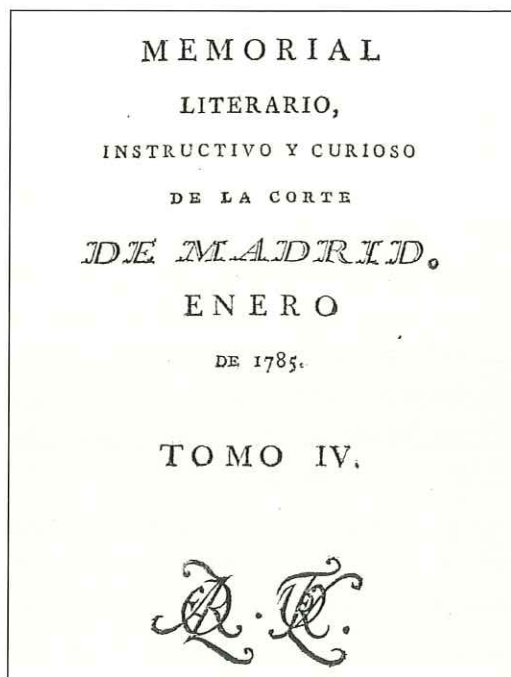 MEMORIAL
LITERARIO,
INSTRUCTIVO Y CURIOSO
DE LA CORTE
DE MADRID.
ENERO
DE 1785.
TOMO IV.